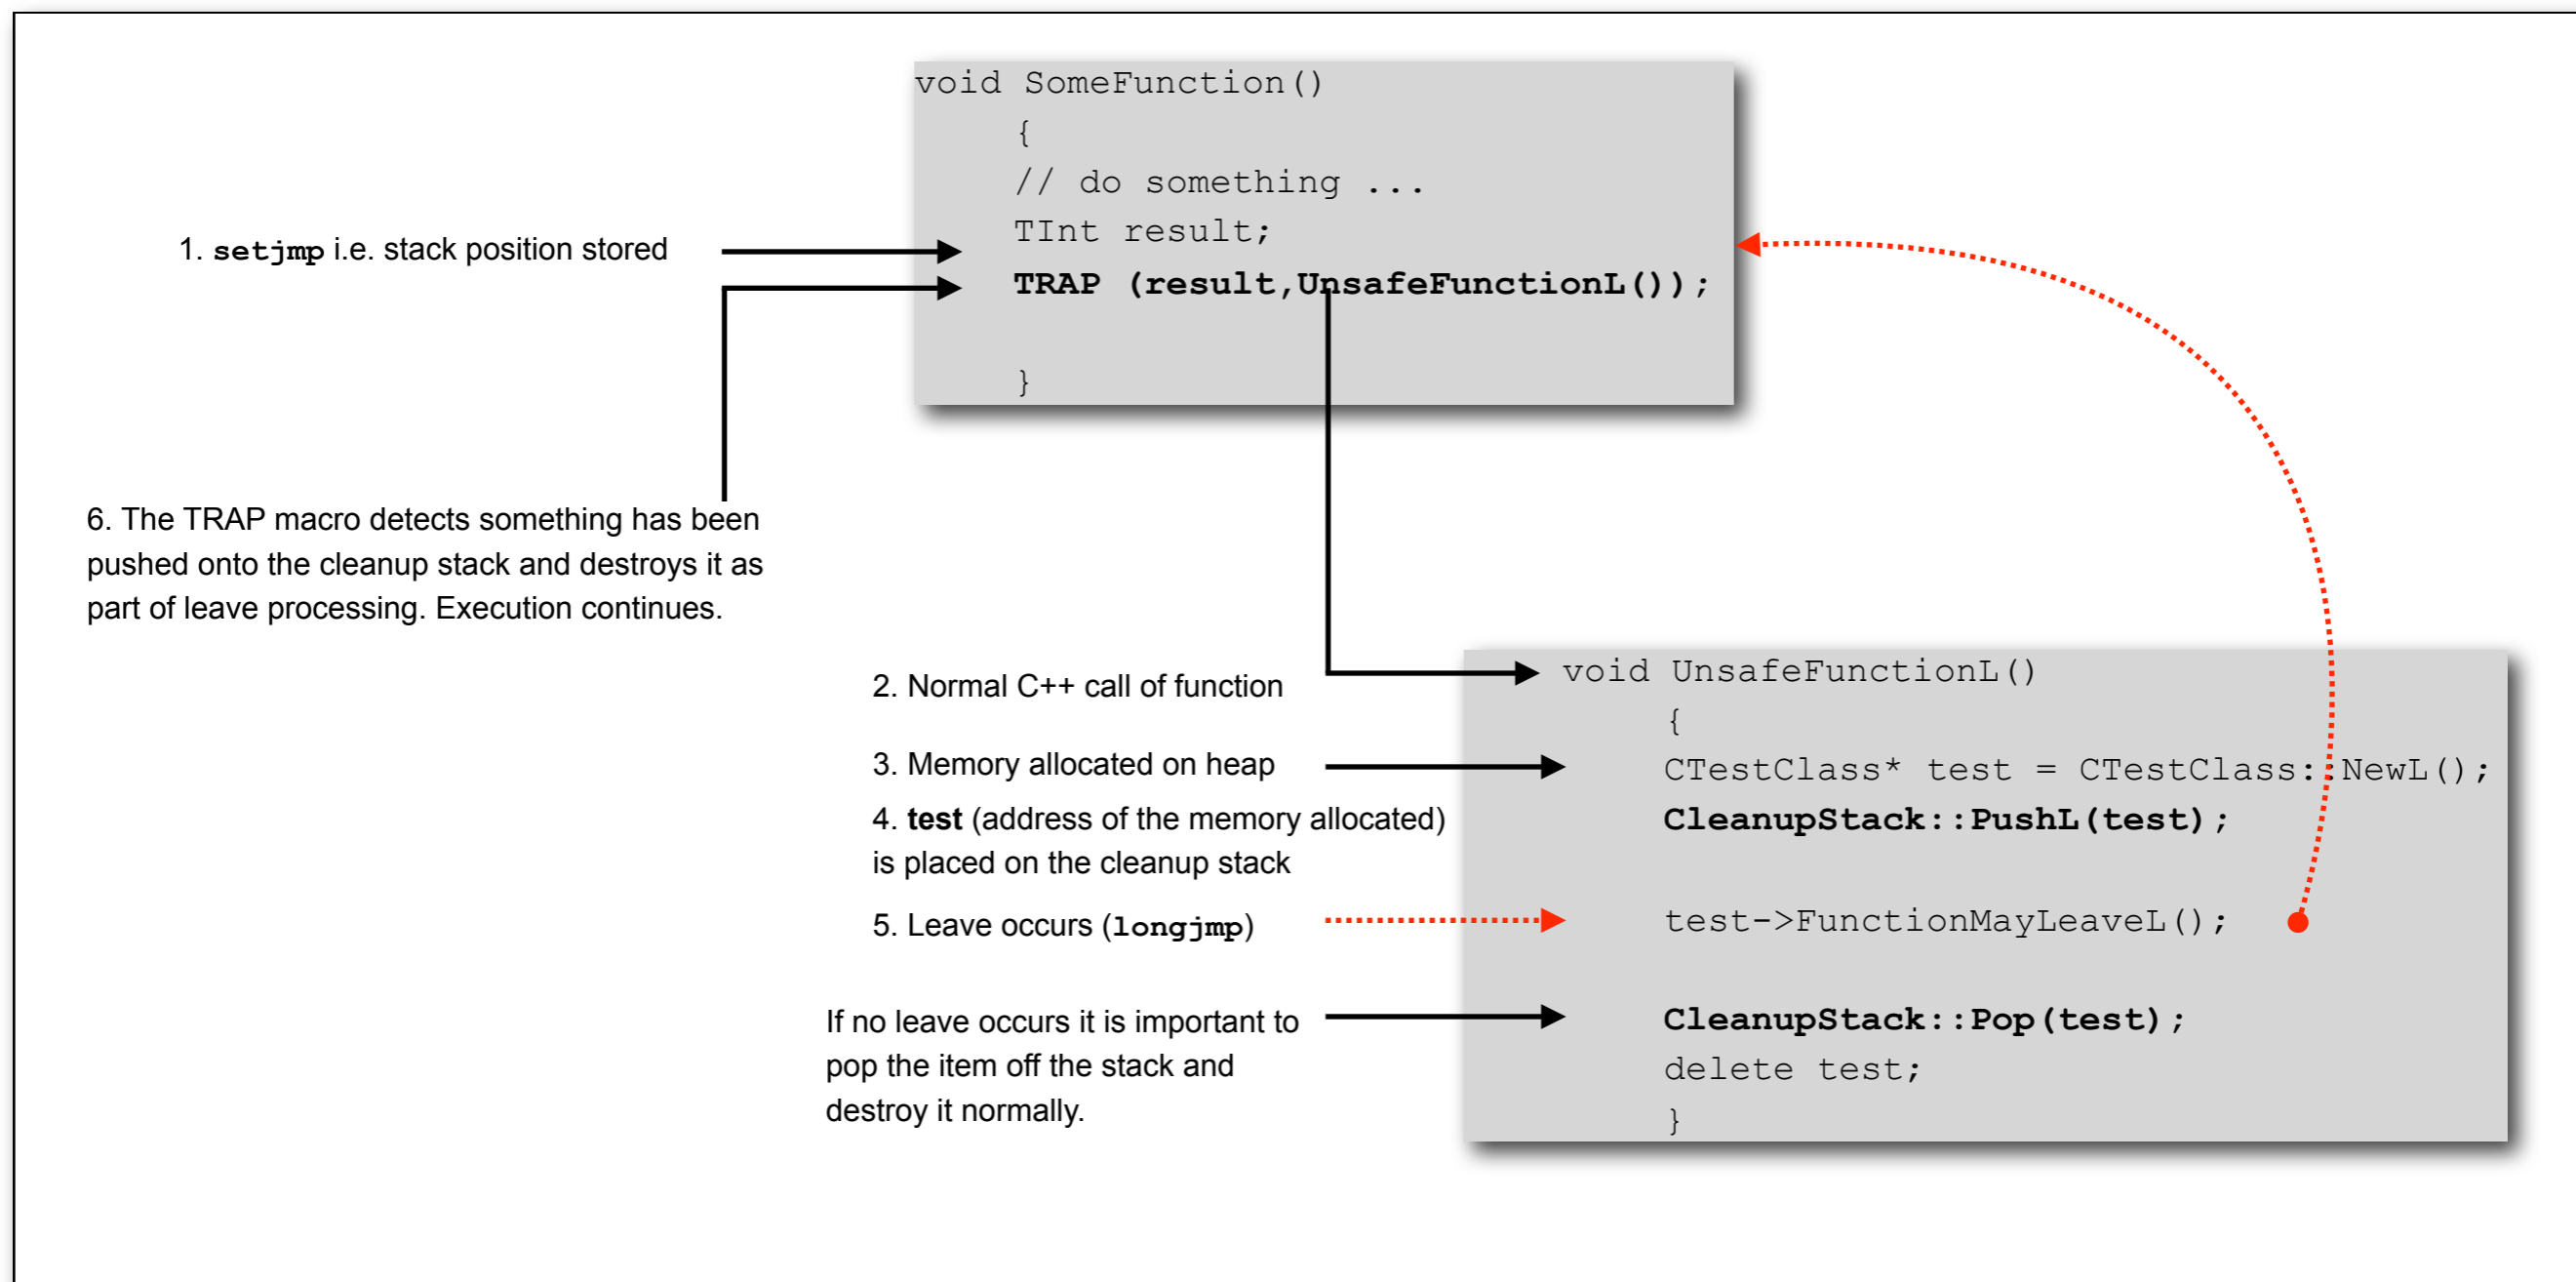 void SomeFunction()
{
// do something ...
TInt result;
TRAP (result,UnsafeFunctionL());
}
1. setjmp i.e. stack position stored
6. The TRAP macro detects something has been
pushed onto the cleanup stack and destroys it as
part of leave processing. Execution continues.
2. Normal C++ call of function
3. Memory allocated on heap
4. test (address of the memory allocated)
is placed on the cleanup stack
5. Leave occurs (longjmp)
If no leave occurs it is important to
pop the item off the stack and
destroy it normally.
void UnsafeFunctionL()
{
CTestClass* test = CTestClass::NewL();
CleanupStack::PushL(test);
test->FunctionMayLeaveL();
CleanupStack::Pop(test);
delete test;
}